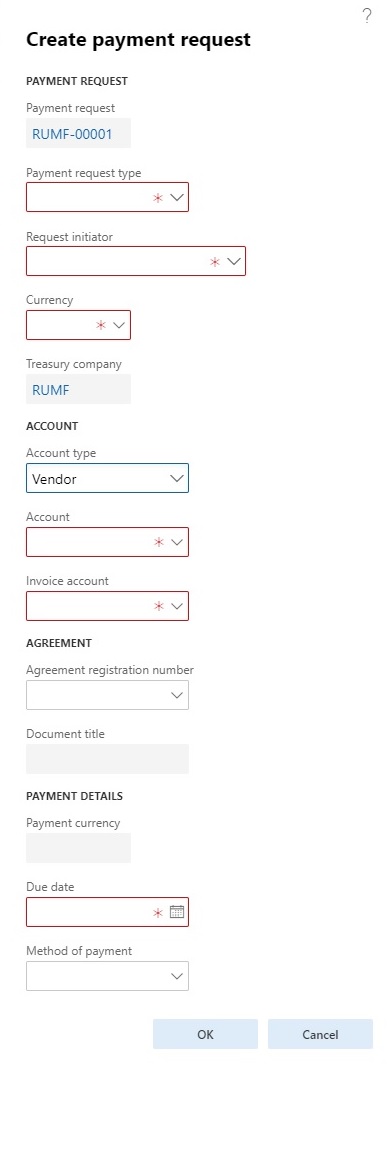 ?
Create payment request
PAYMENT REQUEST
Payment request
RUMF-00001
Payment request type
*
Request initiator
*
Currency
*
Treasury company
RUMF
ACCOUNT
Account type
Vendor
Account
*
Invoice account
*
AGREEMENT
Agreement registration number
Document title
PAYMENT DETAILS
Payment currency
Due date
*
Method of payment
OK Cancel